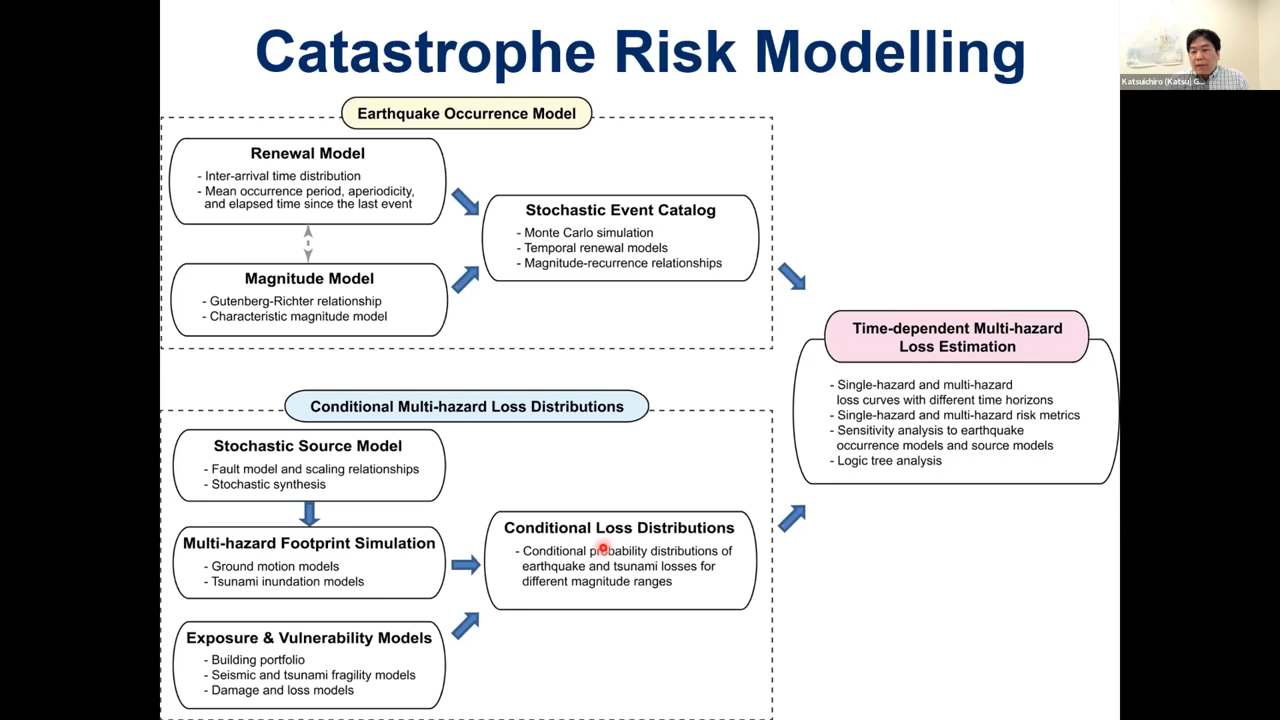 Catastrophe Risk Modelling
Katsuichiro (Katsu) G...
Earthquake Occurrence Model
Renewal Model
- Inter-arrival time distribution
- Mean occurrence period, aperiodicity,
and elapsed time since the last event
Magnitude Model
- Gutenberg-Richter relationship
- Characteristic magnitude model
Stochastic Event Catalog
- Monte Carlo simulation
- Temporal renewal models
- Magnitude-recurrence relationships
Conditional Multi-hazard Loss Distributions
Stochastic Source Model
- Fault model and scaling relationships
- Stochastic synthesis
Multi-hazard Footprint Simulation
- Ground motion models
- Tsunami inundation models
Exposure & Vulnerability Models
- Building portfolio
- Seismic and tsunami fragility models
- Damage and loss models
Conditional Loss Distributions
- Conditional probability distributions of
earthquake and tsunami losses for
different magnitude ranges
Time-dependent Multi-hazard
Loss Estimation
- Single-hazard and multi-hazard
loss curves with different time horizons
- Single-hazard and multi-hazard risk metrics
- Sensitivity analysis to earthquake
occurrence models and source models
- Logic tree analysis